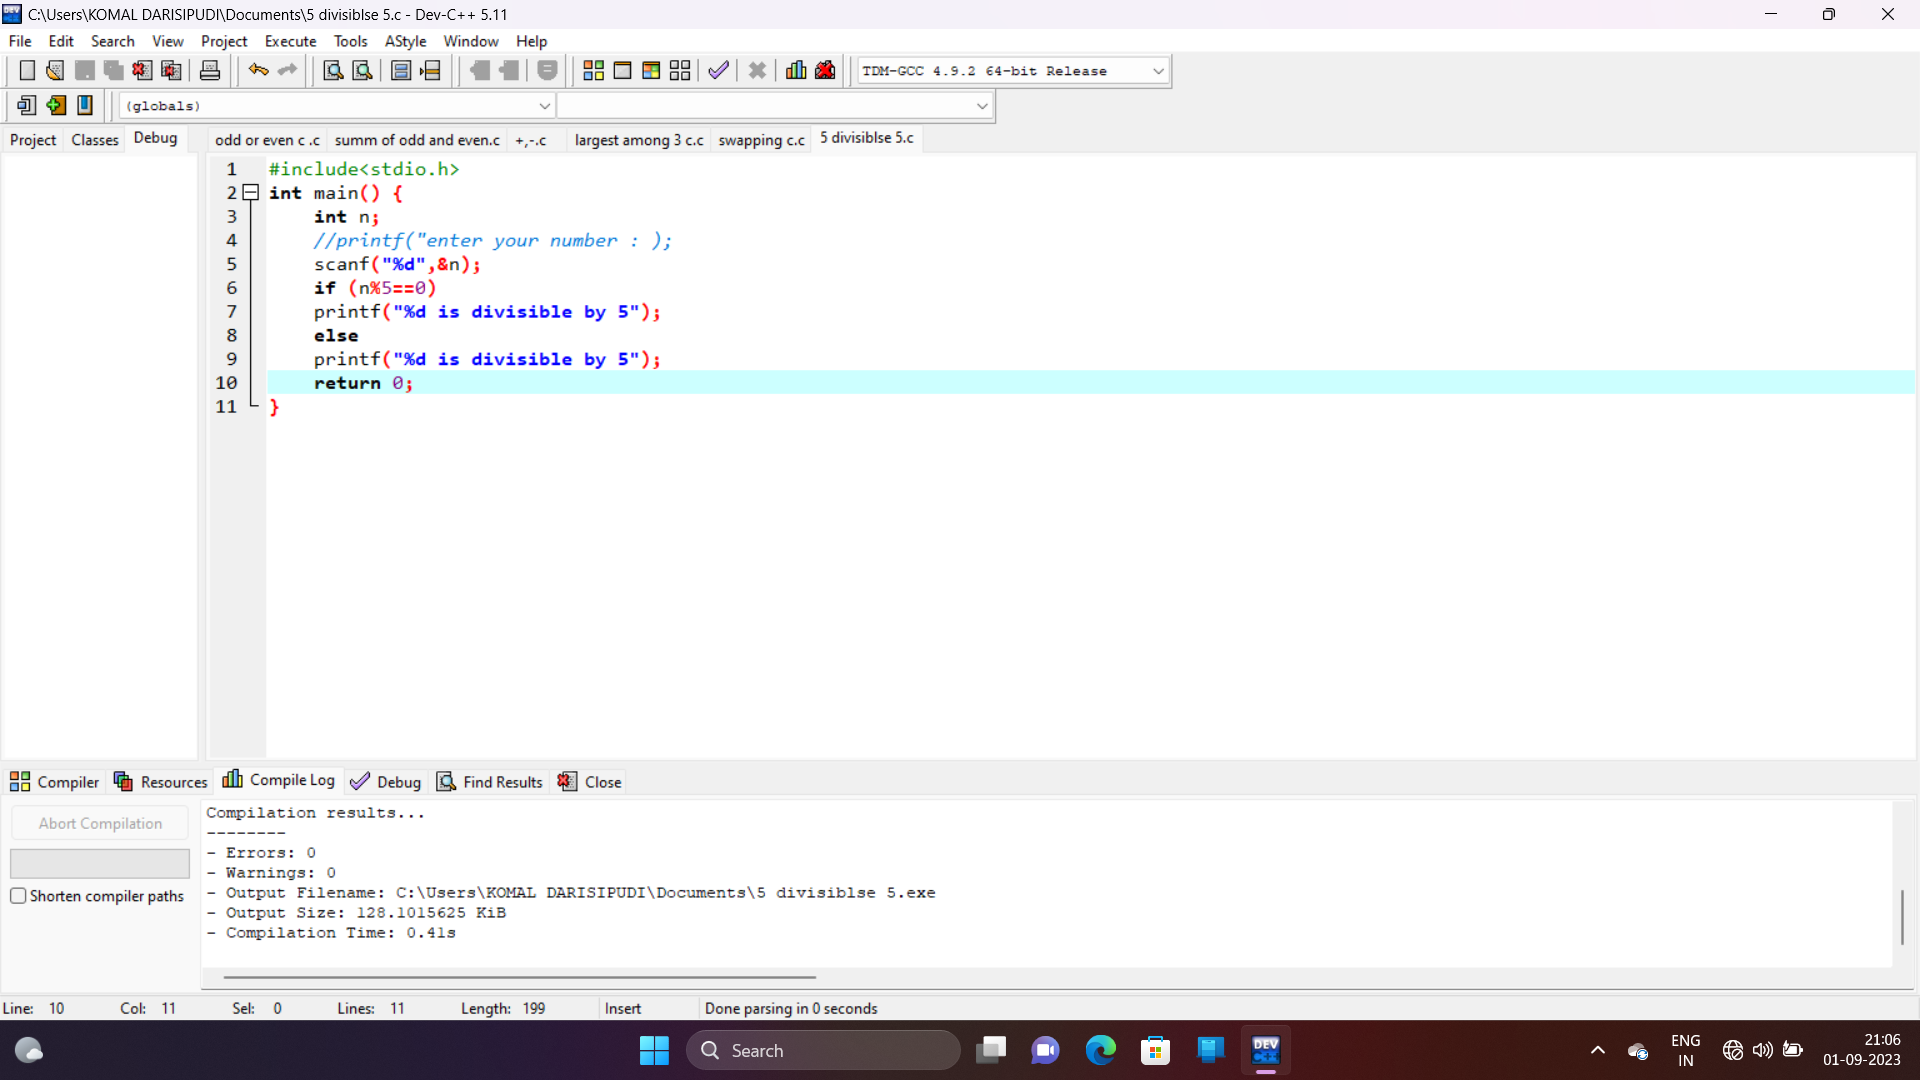 C:\Users\KOMAL DARISIPUDI\Documents\5 divisiblse 5.c - Dev-C++ 5.11
File Edit Search View Project Execute Tools AStyle Window Help
TDM-GCC 4.9.2 64-bit Release
(globals)
Project Classes Debug odd or even c .c summ of odd and even.c +,-.c largest among 3 c.c swapping c.c 5 divisiblse 5.c
1 #include<stdio.h>
2 int main() {
3 int n;
4 //printf("enter your number : );
5 scanf("%d",&n);
6 if (n%5==0)
7 printf("%d is divisible by 5");
8 else
9 printf("%d is divisible by 5");
10 return 0;
11 }
Compiler Resources Compile Log Debug Find Results Close
Abort Compilation
Shorten compiler paths
Compilation results...
--------
- Errors: 0
- Warnings: 0
- Output Filename: C:\Users\KOMAL DARISIPUDI\Documents\5 divisiblse 5.exe
- Output Size: 128.1015625 KiB
- Compilation Time: 0.41s
Line: 10 Col: 11 Sel: 0 Lines: 11 Length: 199 Insert Done parsing in 0 seconds
Search
DEV C++
ENG
IN
21:06
01-09-2023